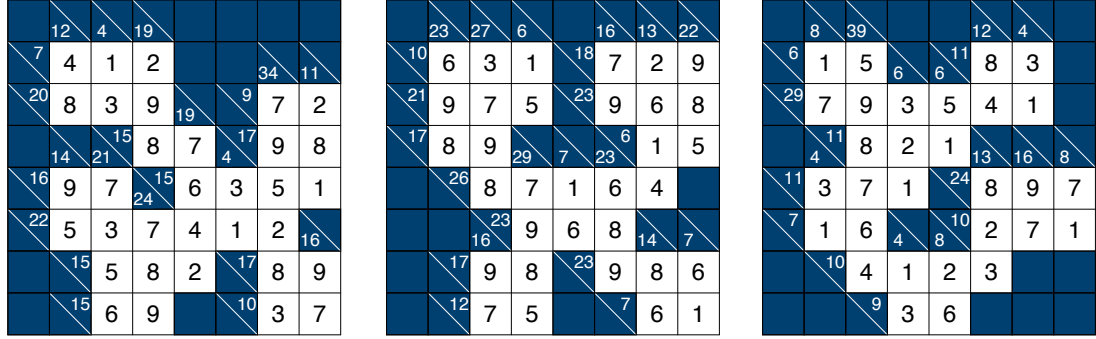 12 4 19
7 4 1 2 34 11
20 8 3 9 19 9 7 2
14 21 15 8 7 4 17 9 8
16 9 7 24 15 6 3 5 1
22 5 3 7 4 1 2 16
15 5 8 2 17 8 9
15 6 9 10 3 7
23 27 6 16 13 22
10 6 3 1 18 7 2 9
21 9 7 5 23 9 6 8
17 8 9 29 7 23 6 1 5
26 8 7 1 6 4
16 23 9 6 8 14 7
17 9 8 23 9 8 6
12 7 5 7 6 1
8 39 12 4
6 1 5 6 6 11 8 3
29 7 9 3 5 4 1
4 11 8 2 1 13 16 8
11 3 7 1 24 8 9 7
7 1 6 4 8 10 2 7 1
10 4 1 2 3
9 3 6